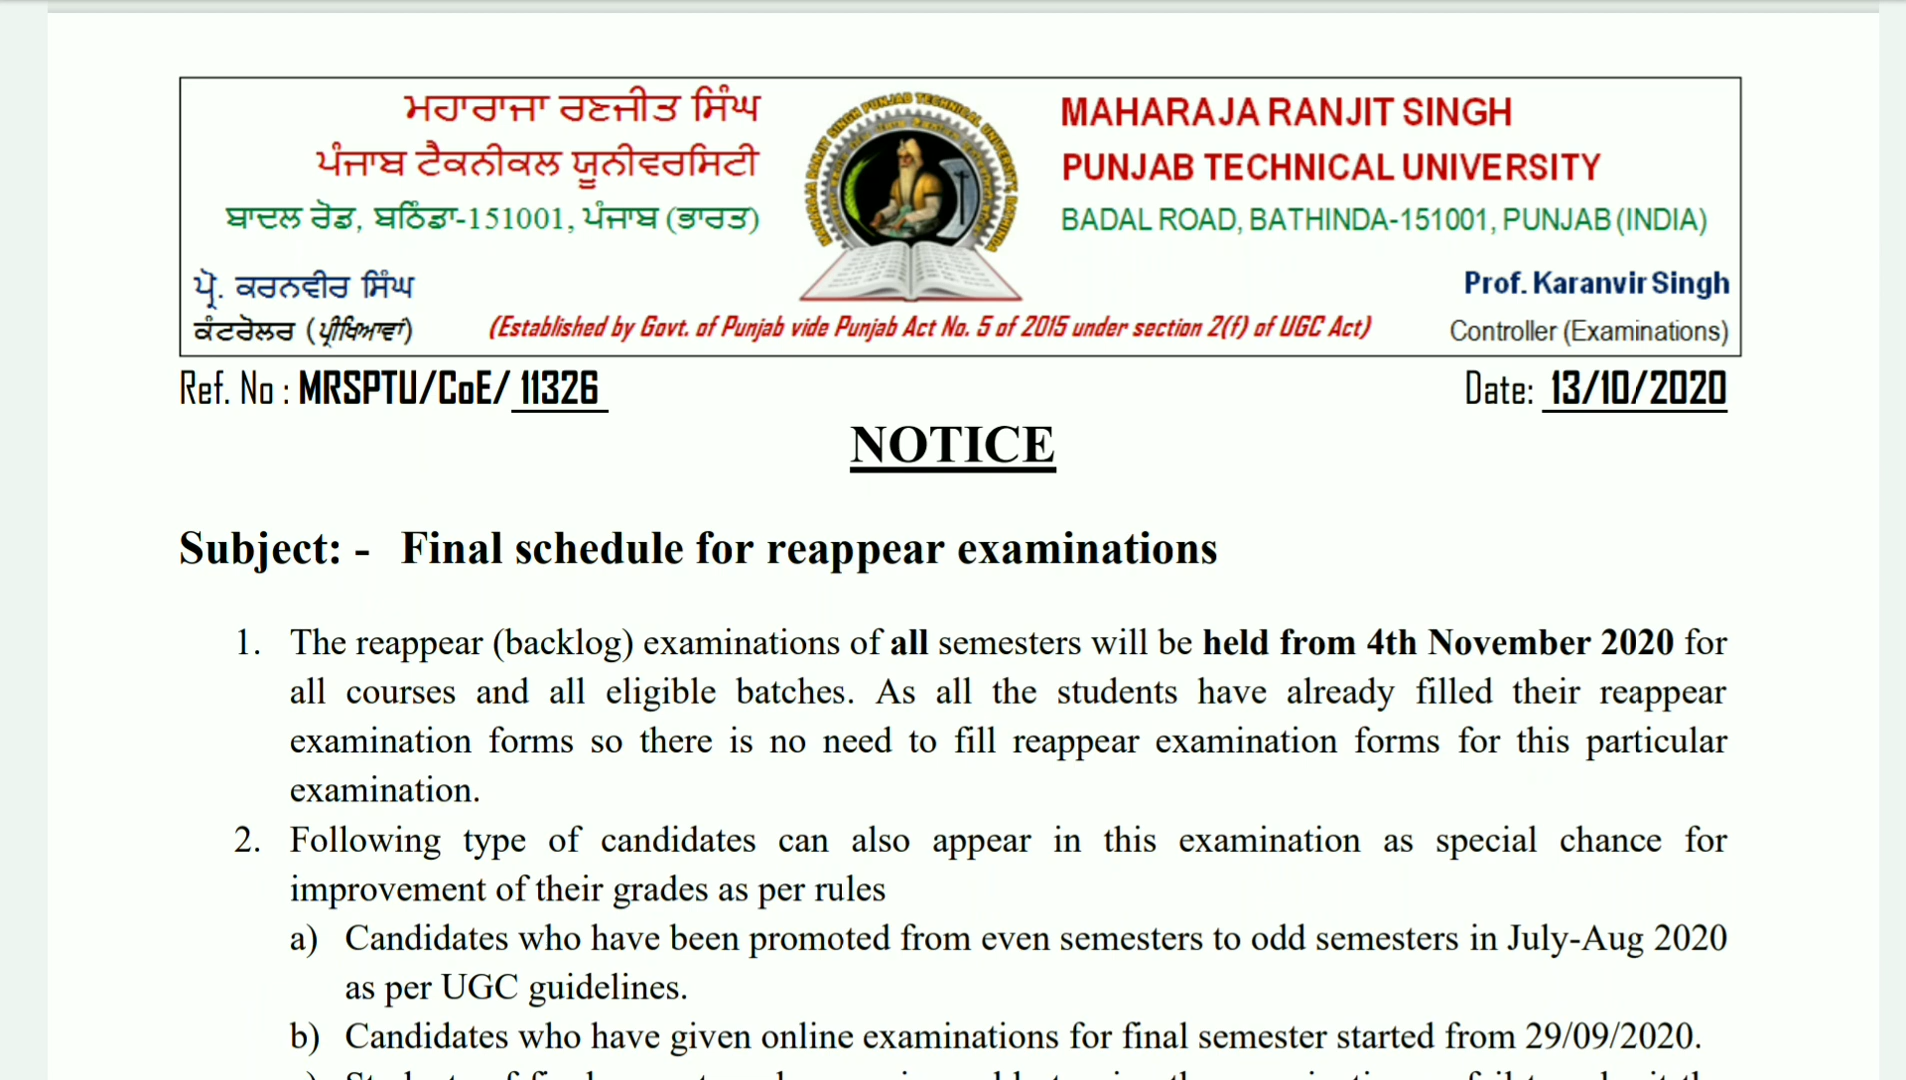 ਮਹਾਰਾਜਾ ਰਣਜੀਤ ਸਿੰਘ
ਪੰਜਾਬ ਟੈਕਨੀਕਲ ਯੂਨੀਵਰਸਿਟੀ
ਬਾਦਲ ਰੋਡ, ਬਠਿੰਡਾ-151001, ਪੰਜਾਬ (ਭਾਰਤ)
ਪ੍ਰੋ. ਕਰਨਵੀਰ ਸਿੰਘ
ਕੰਟਰੋਲਰ (ਪ੍ਰੀਖਿਆਵਾਂ)
MAHARAJA RANJIT SINGH PUNJAB TECHNICAL UNIVERSITY, BATHINDA
MAHARAJA RANJIT SINGH
PUNJAB TECHNICAL UNIVERSITY
BADAL ROAD, BATHINDA-151001, PUNJAB (INDIA)
Prof. Karanvir Singh
(Established by Govt. of Punjab vide Punjab Act No. 5 of 2015 under section 2(f) of UGC Act)
Controller (Examinations)
Ref. No : MRSPTU/CoE/ 11326
Date: 13/10/2020
NOTICE
Subject: - Final schedule for reappear examinations
1. The reappear (backlog) examinations of all semesters will be held from 4th November 2020 for
all courses and all eligible batches. As all the students have already filled their reappear
examination forms so there is no need to fill reappear examination forms for this particular
examination.
2. Following type of candidates can also appear in this examination as special chance for
improvement of their grades as per rules
a) Candidates who have been promoted from even semesters to odd semesters in July-Aug 2020
as per UGC guidelines.
b) Candidates who have given online examinations for final semester started from 29/09/2020.